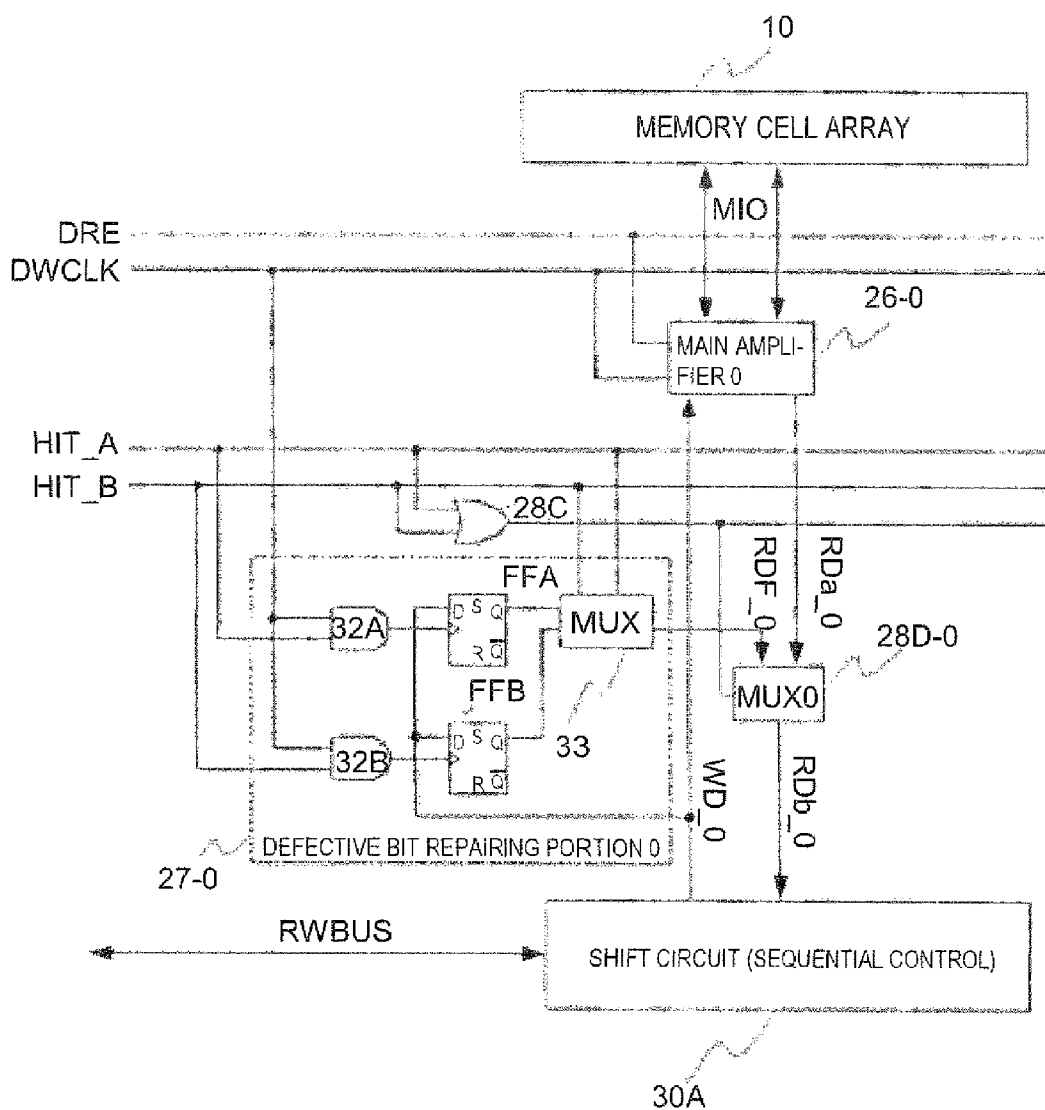 10
MEMORY CELL ARRAY
MIO
DRE
DWCLK
26-0
MAIN AMPLI-
FIER 0
HIT_A
HIT_B
28C
RDF_0
RDa_0
FFA
D S Q
R Q
32A
MUX
28D-0
MUX0
FFB
D S Q
R Q
32B
33
WD_0
RDb_0
DEFECTIVE BIT REPAIRING PORTION 0
27-0
RWBUS
SHIFT CIRCUIT (SEQUENTIAL CONTROL)
30A